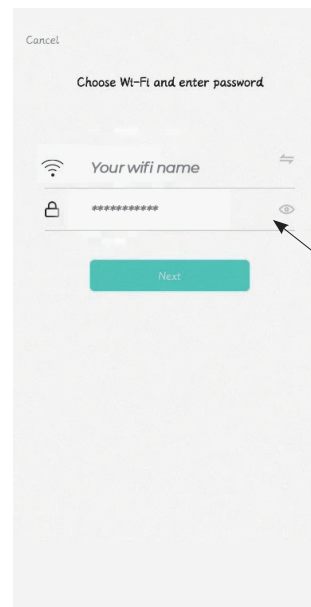 Cancel
Choose Wi-Fi and enter password
Your wifi name
***********
Next